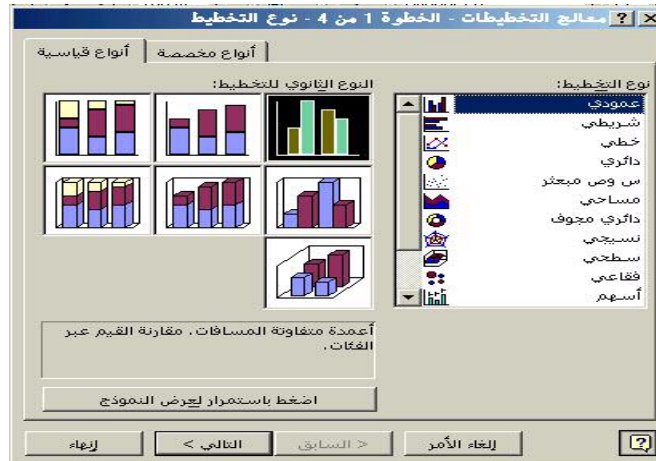 معالج التخطيطات - الخطوة 1 من 4 - نوع التخطيط
أنواع قياسية
أنواع مخصصة
نوع التخطيط:
عمودي
شريطي
خطي
دائري
س وص مبعثر
مساحي
دائري مجوف
نسيجي
سطحي
فقاعي
أسهم
النوع الثانوي للتخطيط:
أعمدة متفاوتة المسافات. مقارنة القيم عبر
الفئات.
اضغط باستمرار لعرض النموذج
إلغاء الأمر
< السابق
التالي >
إنهاء